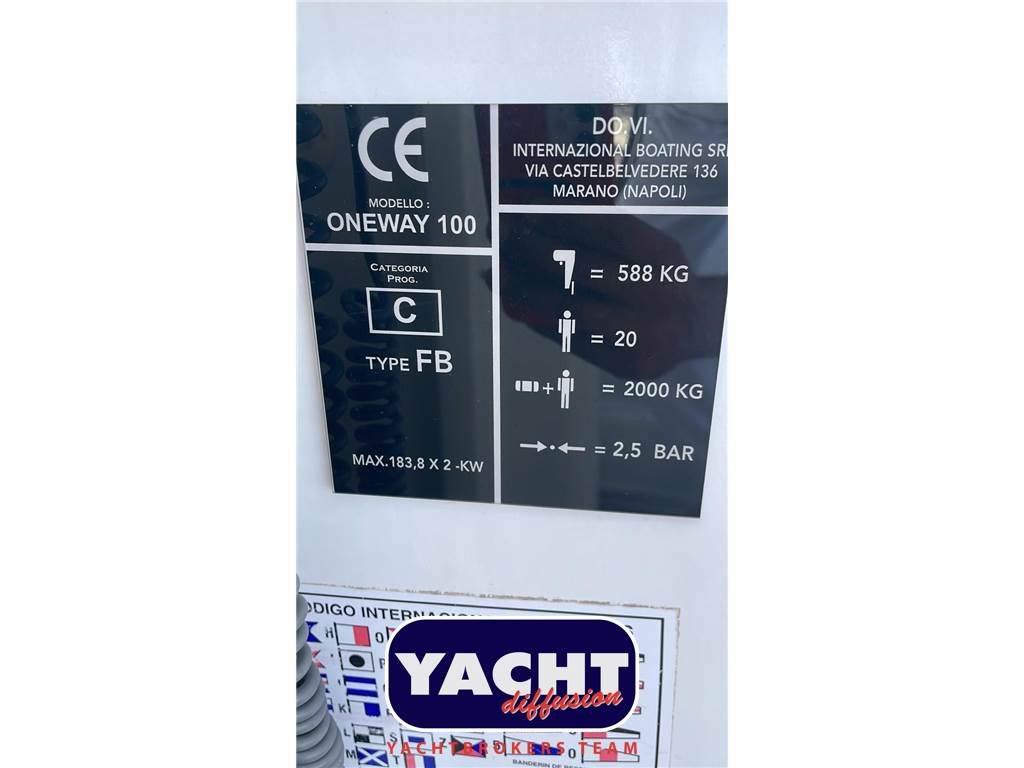 CE
MODELLO :
ONEWAY 100
CATEGORIA
PROG.
C
TYPE FB
MAX.183,8 X 2 -KW
DO.VI.
INTERNAZIONAL BOATING SRL
VIA CASTELBELVEDERE 136
MARANO (NAPOLI)
= 588 KG
= 20
+ = 2000 KG
= 2,5 BAR
H O
K
L Z
M T
YACHT
diffusion
YACHTBROKERS TEAM